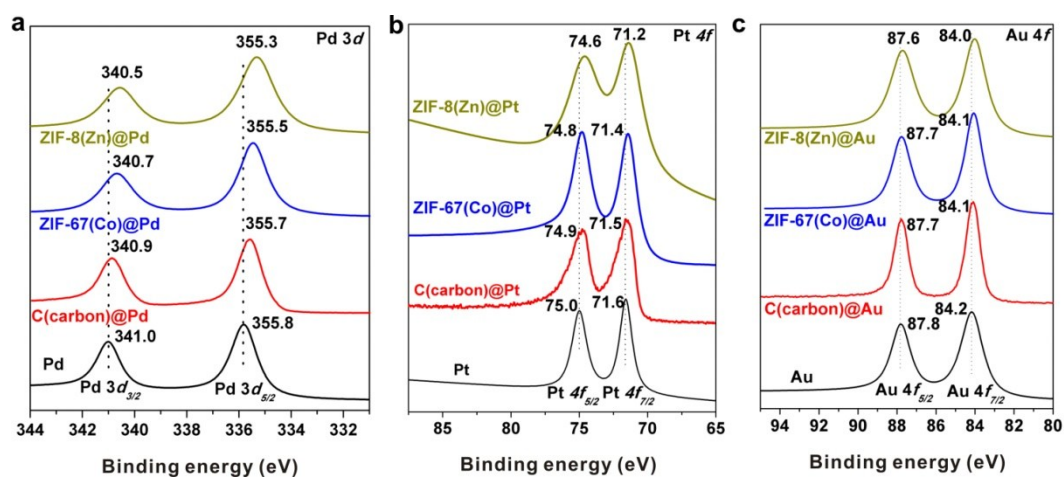 a
Pd 3d
355.3
340.5
ZIF-8(Zn)@Pd
355.5
340.7
ZIF-67(Co)@Pd
355.7
340.9
C(carbon)@Pd
341.0
355.8
Pd
Pd 3d3/2
Pd 3d5/2
344 342 340 338 336 334 332
Binding energy (eV)
b
74.6
71.2
Pt 4f
ZIF-8(Zn)@Pt
74.8
71.4
ZIF-67(Co)@Pt
74.9
71.5
C(carbon)@Pt
75.0
71.6
Pt
Pt 4f5/2
Pt 4f7/2
85 80 75 70 65
Binding energy (eV)
c
87.6
84.0
Au 4f
ZIF-8(Zn)@Au
87.7
84.1
ZIF-67(Co)@Au
87.7
84.1
C(carbon)@Au
87.8
84.2
Au
Au 4f5/2
Au 4f7/2
94 92 90 88 86 84 82 80
Binding energy (eV)